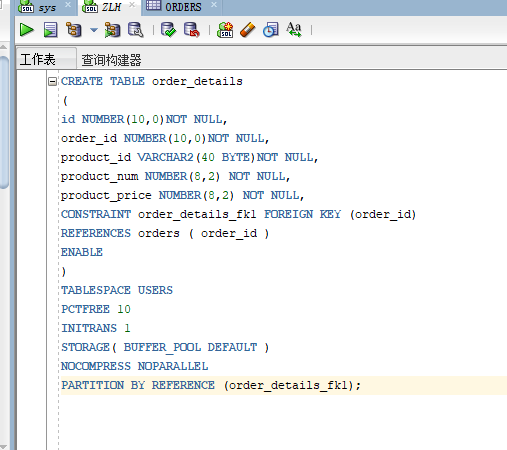 sys
ZLH
ORDERS
工作表
查询构建器
CREATE TABLE order_details
(
id NUMBER(10,0)NOT NULL,
order_id NUMBER(10,0)NOT NULL,
product_id VARCHAR2(40 BYTE)NOT NULL,
product_num NUMBER(8,2) NOT NULL,
product_price NUMBER(8,2) NOT NULL,
CONSTRAINT order_details_fk1 FOREIGN KEY (order_id)
REFERENCES orders ( order_id )
ENABLE
)
TABLESPACE USERS
PCTFREE 10
INITRANS 1
STORAGE( BUFFER_POOL DEFAULT )
NOCOMPRESS NOPARALLEL
PARTITION BY REFERENCE (order_details_fk1);